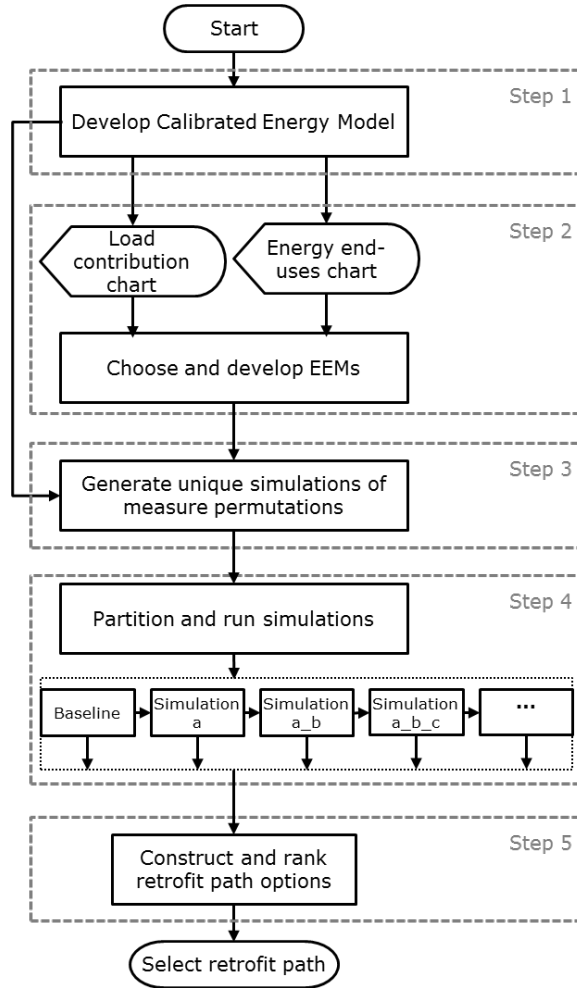 Start
Step 1
Develop Calibrated Energy Model
Step 2
Load
contribution
chart
Energy end-
uses chart
Choose and develop EEMs
Step 3
Generate unique simulations of
measure permutations
Step 4
Partition and run simulations
Baseline
Simulation
a
Simulation
a_b
Simulation
a_b_c
...
Step 5
Construct and rank
retrofit path options
Select retrofit path